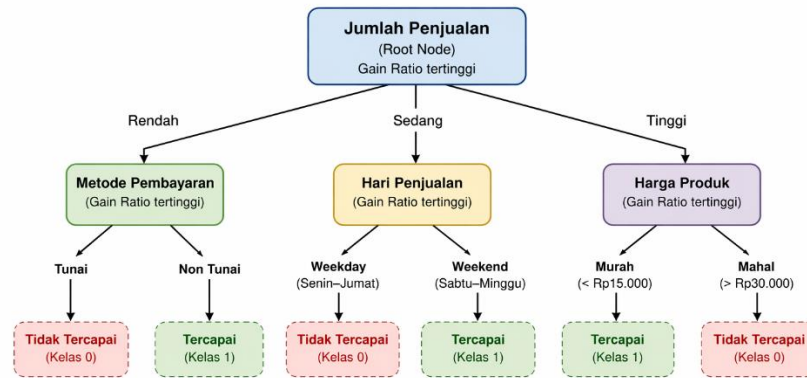 Jumlah Penjualan
(Root Node)
Gain Ratio tertinggi
Rendah
Sedang
Tinggi
Metode Pembayaran
(Gain Ratio tertinggi)
Hari Penjualan
(Gain Ratio tertinggi)
Harga Produk
(Gain Ratio tertinggi)
Tunai
Non Tunai
Weekday
(Senin–Jumat)
Weekend
(Sabtu–Minggu)
Murah
(< Rp15.000)
Mahal
(> Rp30.000)
Tidak Tercapai
(Kelas 0)
Tercapai
(Kelas 1)
Tidak Tercapai
(Kelas 0)
Tercapai
(Kelas 1)
Tercapai
(Kelas 1)
Tidak Tercapai
(Kelas 0)